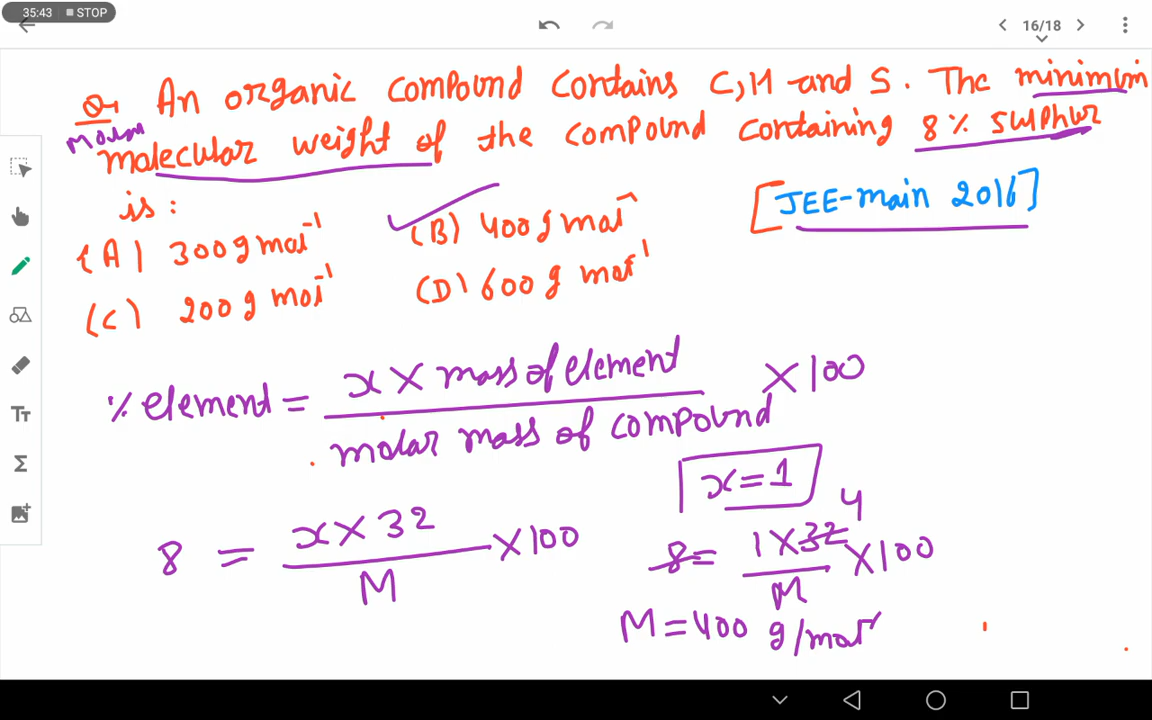 35:43 STOP
16/18
Q. An organic compound contains C, H and S. The minimum
molar
molecular weight of the compound containing 8% sulphur
is :
[JEE-main 2016]
(A) 300 g mol⁻¹ (B) 400 g mol⁻¹
(C) 200 g mol⁻¹ (D) 600 g mol⁻¹
% element = x × mass of element / molar mass of compound × 100
x = 1
8 = x × 32 / M × 100
4
8 = 1 × 32 / M × 100
M = 400 g/mol
Tт
Σ